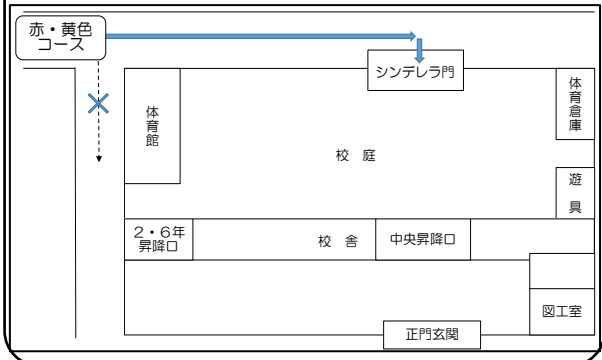 赤・黄色
コース
シンデレラ門
体育館
体育倉庫
校 庭
遊
具
２・６年
昇降口
校 舎
中央昇降口
図工室
正門玄関